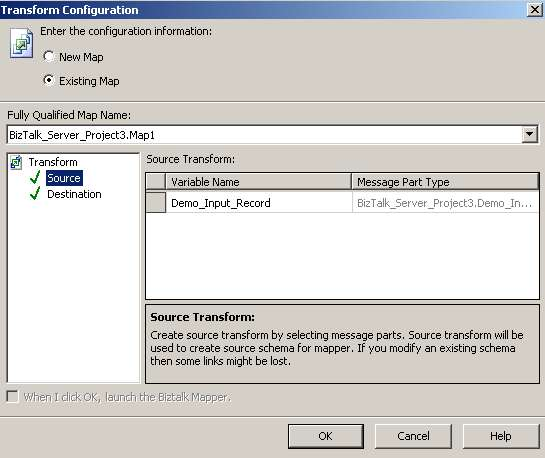 Transform Configuration
Enter the configuration information:
New Map
Existing Map
Fully Qualified Map Name:
BizTalk_Server_Project3.Map1
Transform
Source
Destination
Source Transform:
Variable Name Message Part Type
Demo_Input_Record BizTalk_Server_Project3.Demo_In...
Source Transform:
Create source transform by selecting message parts. Source transform will be
used to create source schema for mapper. If you modify an existing schema
then some links might be lost.
When I click OK, launch the Biztalk Mapper.
OK Cancel Help